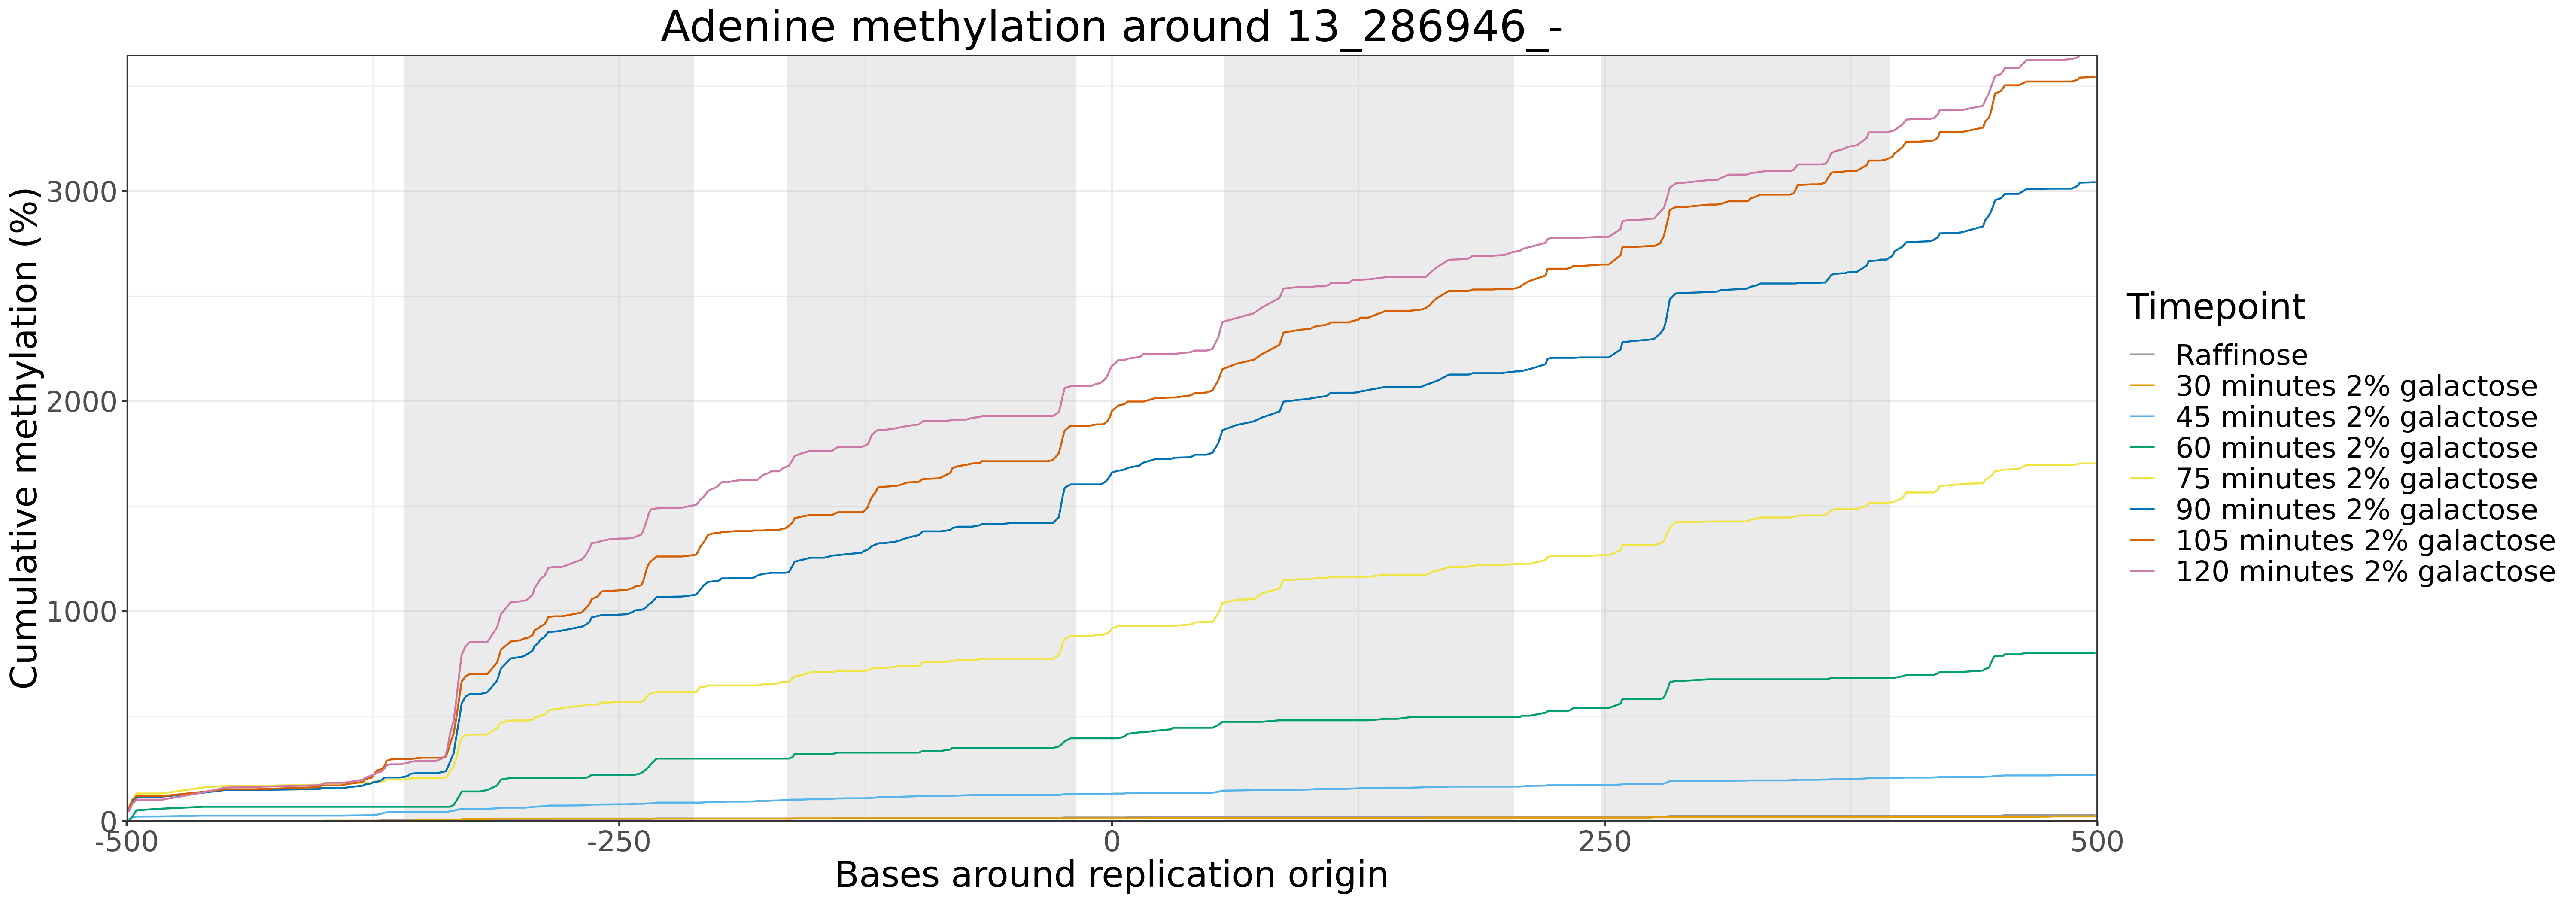 Adenine methylation around 13_286946_-
Cumulative methylation (%)
3000
2000
1000
0
-500
-250
0
250
500
Bases around replication origin
Timepoint
Raffinose
30 minutes 2% galactose
45 minutes 2% galactose
60 minutes 2% galactose
75 minutes 2% galactose
90 minutes 2% galactose
105 minutes 2% galactose
120 minutes 2% galactose